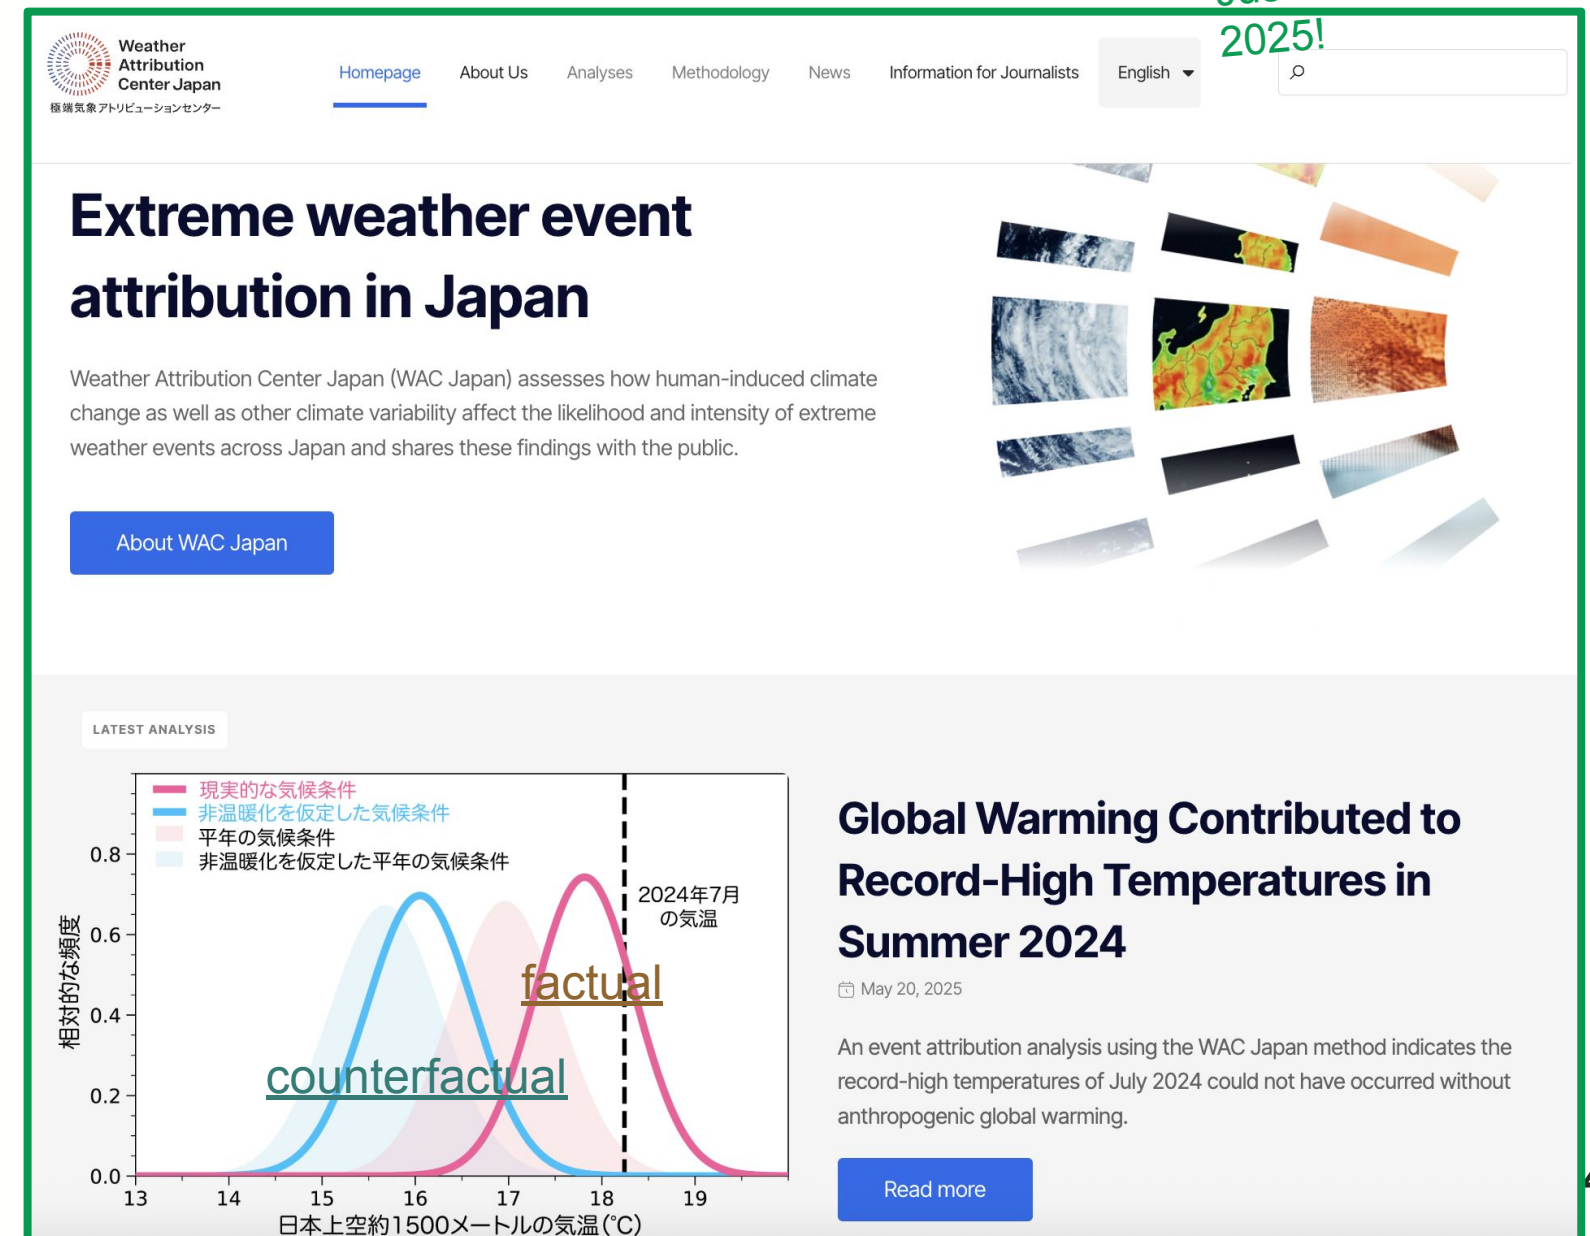 2025!
Weather
Attribution
Center Japan
極端気象アトリビューションセンター
Homepage About Us Analyses Methodology News Information for Journalists English
Extreme weather event
attribution in Japan
Weather Attribution Center Japan (WAC Japan) assesses how human-induced climate
change as well as other climate variability affect the likelihood and intensity of extreme
weather events across Japan and shares these findings with the public.
About WAC Japan
LATEST ANALYSIS
現実的な気候条件
非温暖化を仮定した気候条件
平年の気候条件
非温暖化を仮定した平年の気候条件
2024年7月
の気温
factual
counterfactual
相対的な頻度
0.8
0.6
0.4
0.2
0.0
13 14 15 16 17 18 19
日本上空約1500メートルの気温(℃)
Global Warming Contributed to
Record-High Temperatures in
Summer 2024
May 20, 2025
An event attribution analysis using the WAC Japan method indicates the
record-high temperatures of July 2024 could not have occurred without
anthropogenic global warming.
Read more